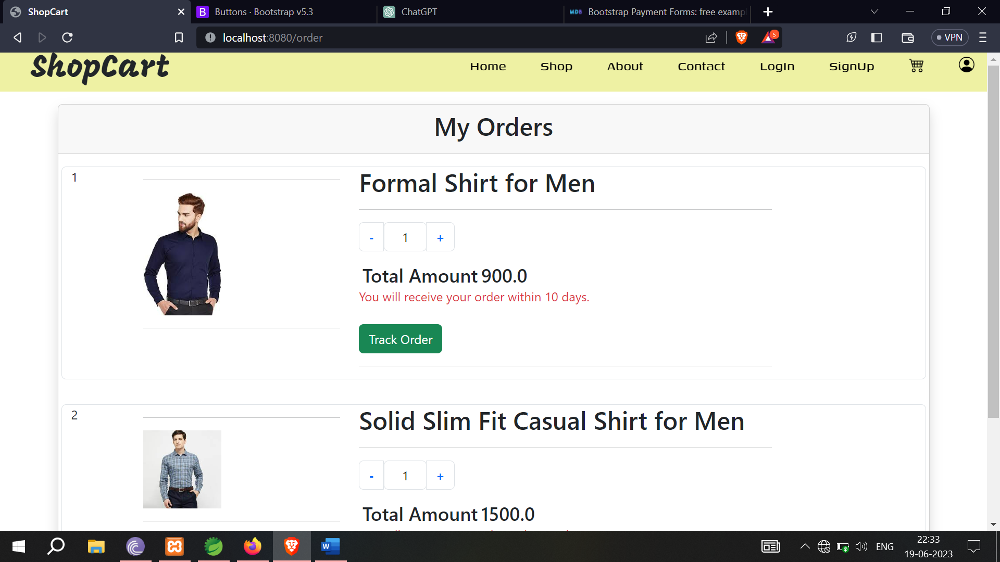 ShopCart
Buttons · Bootstrap v5.3
ChatGPT
MDB Bootstrap Payment Forms: free examp
localhost:8080/order
5
VPN
ShopCart
Home Shop About Contact LogIn SignUp
My Orders
1
Formal Shirt for Men
- 1 +
Total Amount 900.0
You will receive your order within 10 days.
Track Order
2
Solid Slim Fit Casual Shirt for Men
- 1 +
Total Amount 1500.0
ENG
22:33
19-06-2023